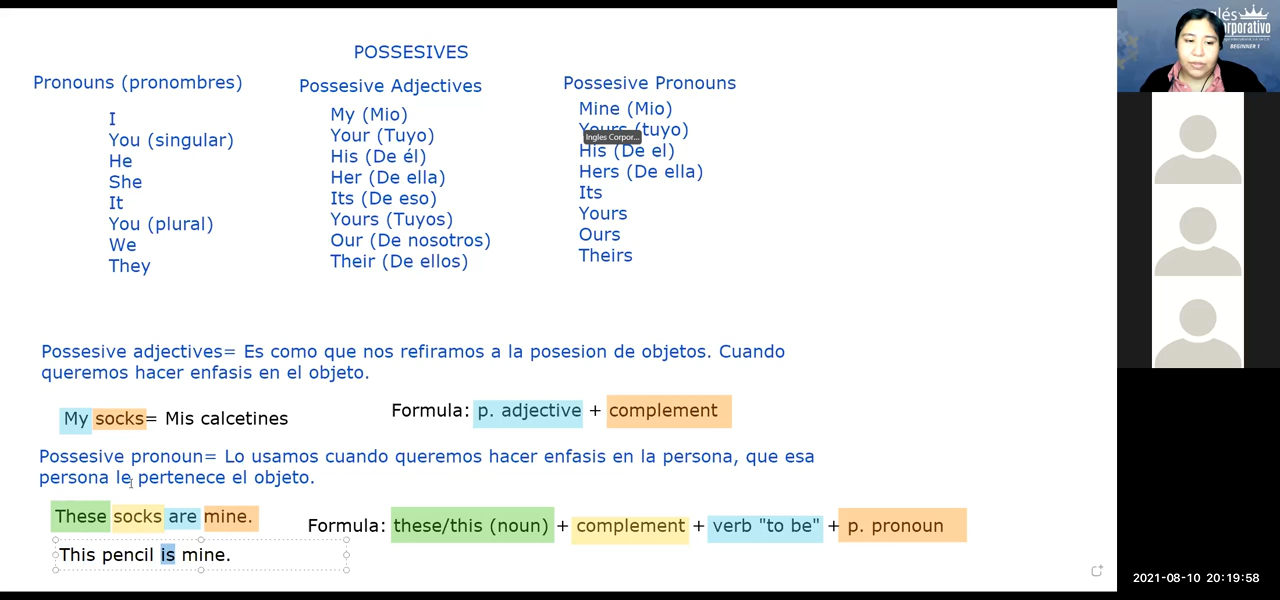 POSSESIVES
Pronouns (pronombres)
I
You (singular)
He
She
It
You (plural)
We
They
Possesive Adjectives
My (Mio)
Your (Tuyo)
His (De él)
Her (De ella)
Its (De eso)
Yours (Tuyos)
Our (De nosotros)
Their (De ellos)
Possesive Pronouns
Mine (Mio)
Yours (tuyo)
Ingles Corpor...
His (De el)
Hers (De ella)
Its
Yours
Ours
Theirs
Possesive adjectives= Es como que nos refiramos a la posesion de objetos. Cuando
queremos hacer enfasis en el objeto.
My socks= Mis calcetines
Formula: p. adjective + complement
Possesive pronoun= Lo usamos cuando queremos hacer enfasis en la persona, que esa
persona le pertenece el objeto.
These socks are mine.
Formula: these/this (noun) + complement + verb "to be" + p. pronoun
This pencil is mine.
BEGINNER 1
2021-08-10 20:19:58